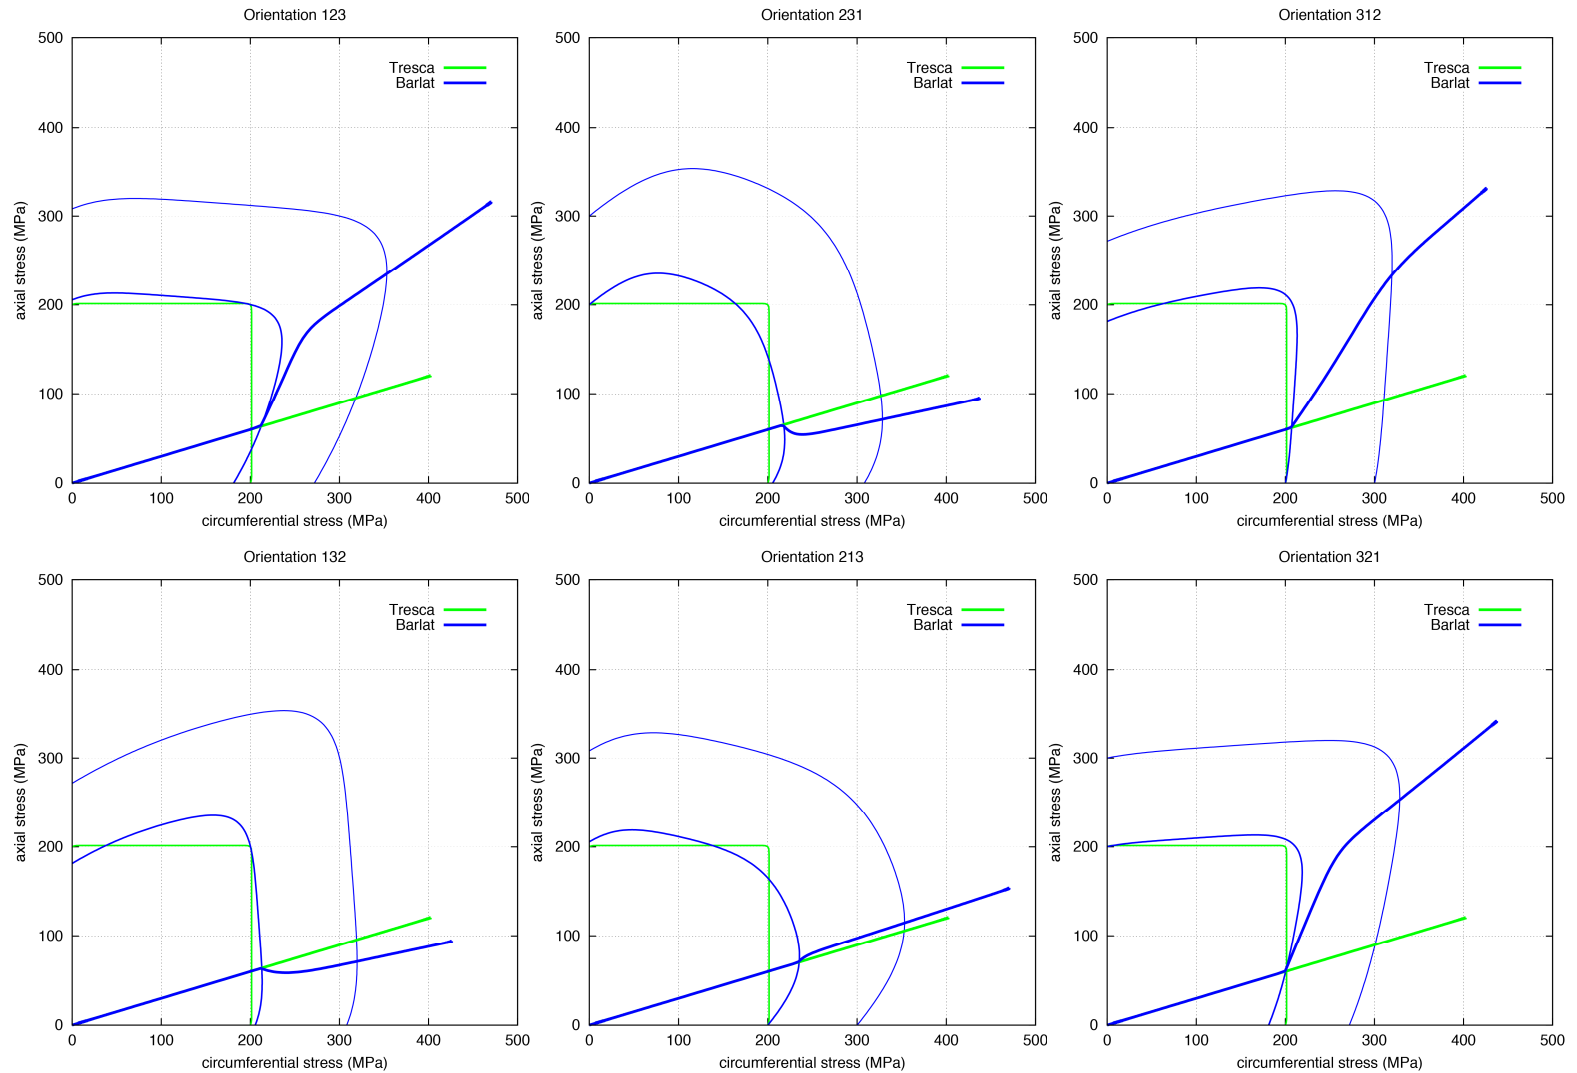 Orientation 123
500
400
300
200
100
0
axial stress (MPa)
Tresca
Barlat
0 100 200 300 400 500
circumferential stress (MPa)
Orientation 231
500
400
300
200
100
0
axial stress (MPa)
Tresca
Barlat
0 100 200 300 400 500
circumferential stress (MPa)
Orientation 312
500
400
300
200
100
0
axial stress (MPa)
Tresca
Barlat
0 100 200 300 400 500
circumferential stress (MPa)
Orientation 132
500
400
300
200
100
0
axial stress (MPa)
Tresca
Barlat
0 100 200 300 400 500
circumferential stress (MPa)
Orientation 213
500
400
300
200
100
0
axial stress (MPa)
Tresca
Barlat
0 100 200 300 400 500
circumferential stress (MPa)
Orientation 321
500
400
300
200
100
0
axial stress (MPa)
Tresca
Barlat
0 100 200 300 400 500
circumferential stress (MPa)